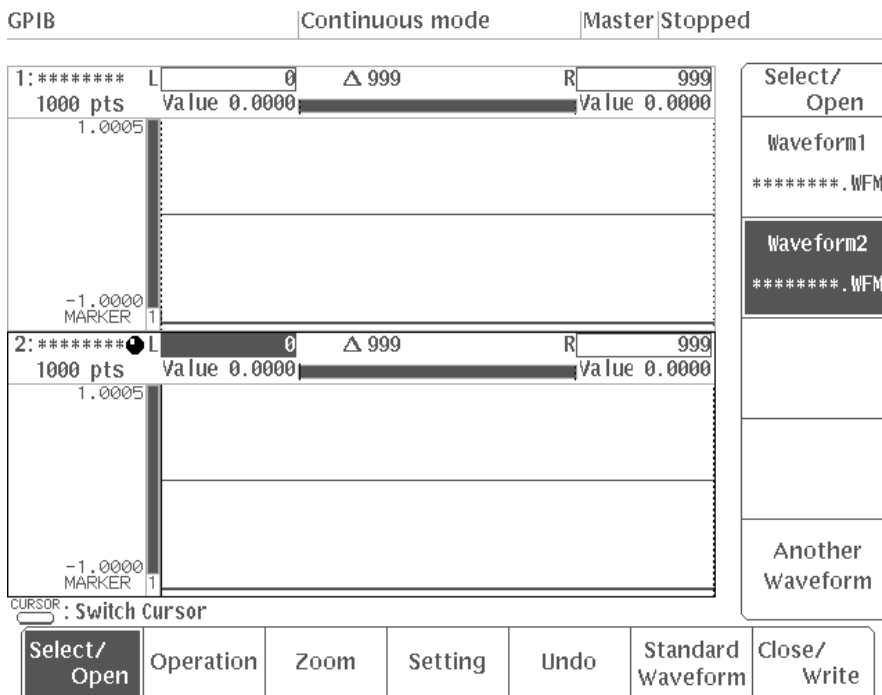 GPIB Continuous mode Master Stopped
1:******** L 0 Δ 999 R 999
1000 pts Value 0.0000 Value 0.0000
1.0005
-1.0000
MARKER 1
2:******** L 0 Δ 999 R 999
1000 pts Value 0.0000 Value 0.0000
1.0005
-1.0000
MARKER 1
CURSOR: Switch Cursor
Select/
Open
Waveform1
********.WFM
Waveform2
********.WFM
Another
Waveform
Select/
Open
Operation
Zoom
Setting
Undo
Standard
Waveform
Close/
Write